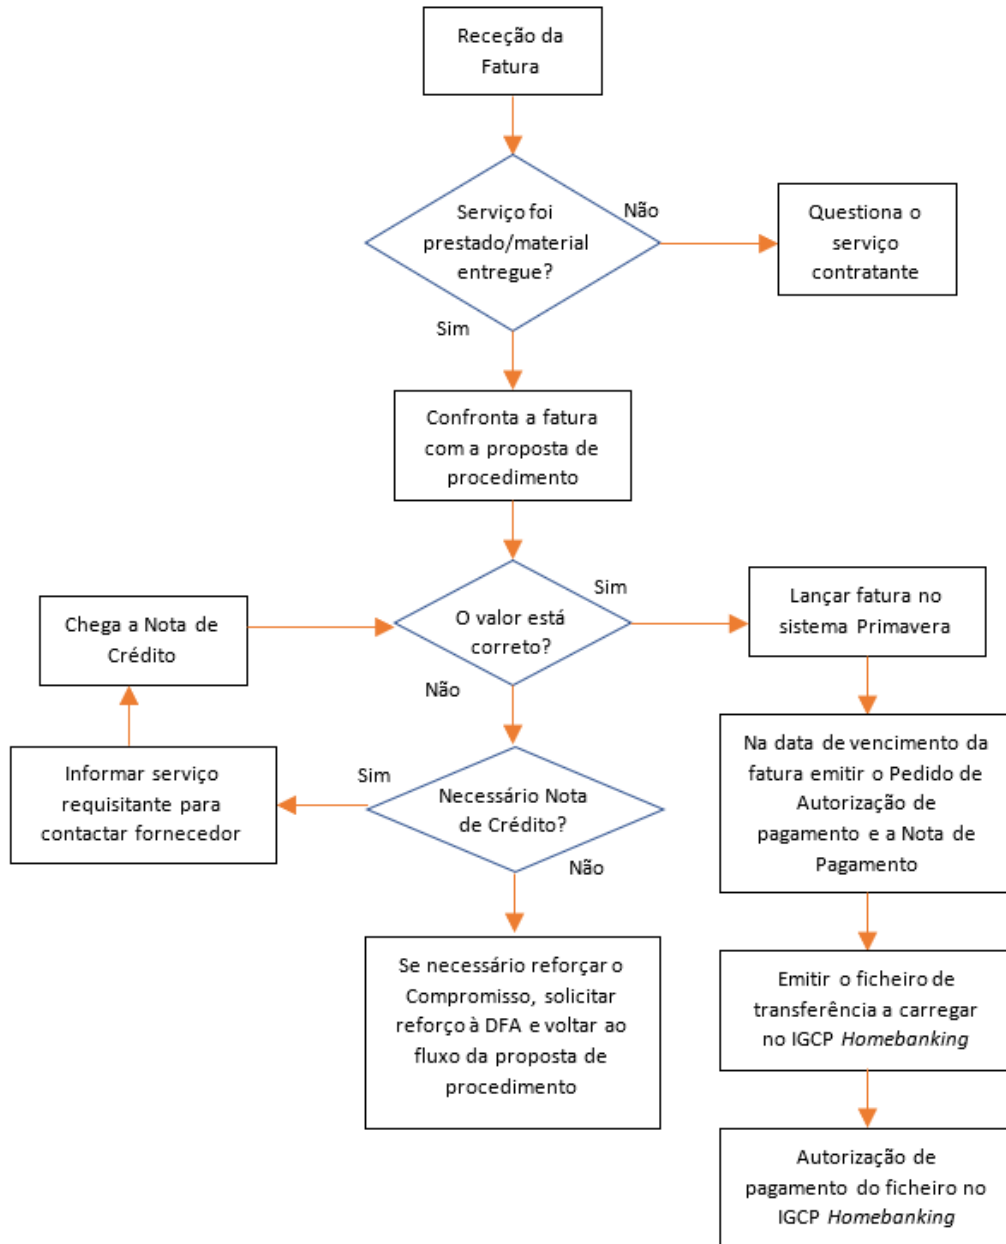 Receção da
Fatura
Serviço foi
prestado/material
entregue?
Não
Questiona o
serviço
contratante
Sim
Confronta a fatura
com a proposta de
procedimento
O valor está
correto?
Sim
Lançar fatura no
sistema Primavera
Chega a Nota de
Crédito
Não
Na data de vencimento da
fatura emitir o Pedido de
Autorização de
pagamento e a Nota de
Pagamento
Necessário Nota
de Crédito?
Sim
Informar serviço
requisitante para
contactar fornecedor
Não
Se necessário reforçar o
Compromisso, solicitar
reforço à DFA e voltar ao
fluxo da proposta de
procedimento
Emitir o ficheiro de
transferência a carregar
no IGCP Homebanking
Autorização de
pagamento do ficheiro no
IGCP Homebanking